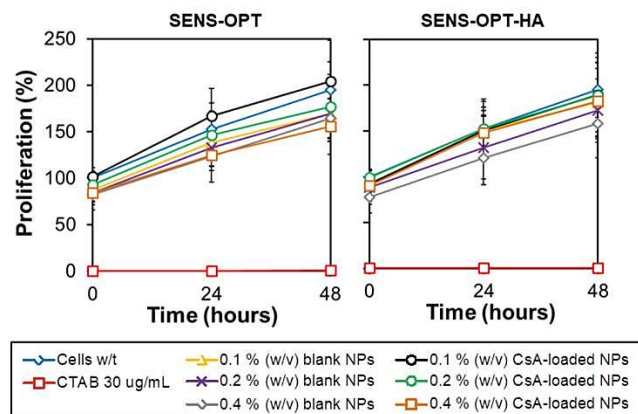 SENS-OPT
SENS-OPT-HA
Proliferation (%)
250
200
150
100
50
0
0 24 48
0 24 48
Time (hours)
Time (hours)
Cells w/t
CTAB 30 ug/mL
0.1 % (w/v) blank NPs
0.2 % (w/v) blank NPs
0.4 % (w/v) blank NPs
0.1 % (w/v) CsA-loaded NPs
0.2 % (w/v) CsA-loaded NPs
0.4 % (w/v) CsA-loaded NPs